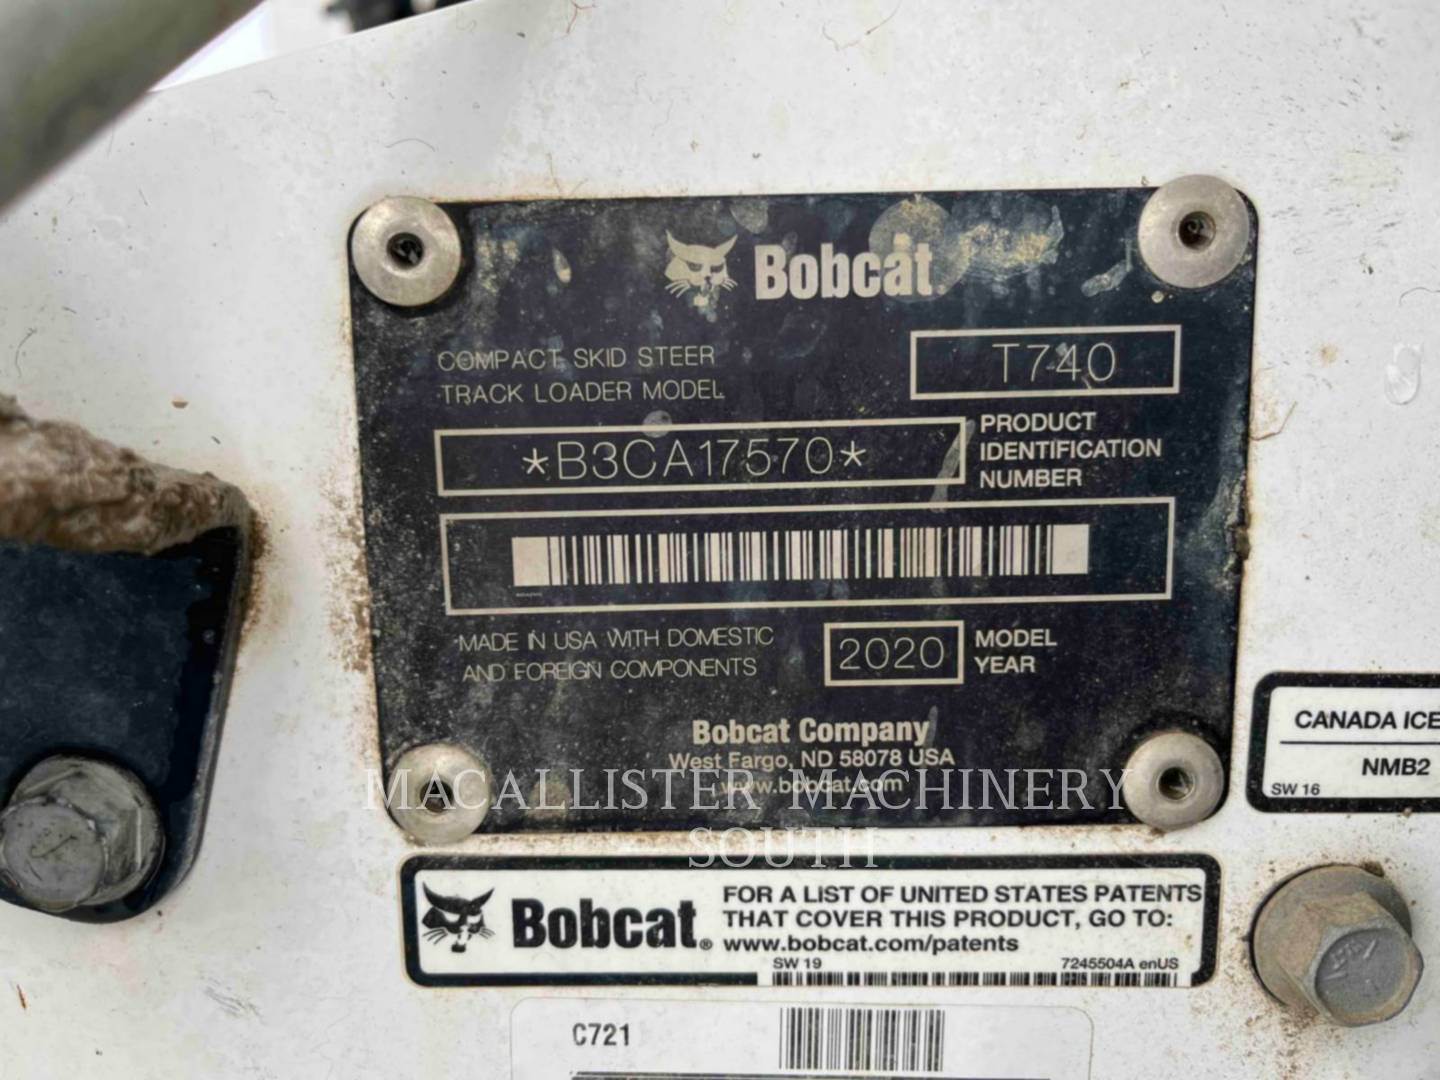 Bobcat.
COMPACT SKID STEER
TRACK LOADER MODEL
T740
*B3CA17570*
PRODUCT
IDENTIFICATION
NUMBER
MADE IN USA WITH DOMESTIC
AND FOREIGN COMPONENTS
2020
MODEL
YEAR
Bobcat Company
West Fargo, ND 58078 USA
www.bobcat.com
MACALLISTER MACHINERY
SOUTH
CANADA ICE
NMB2
SW 16
Bobcat®
FOR A LIST OF UNITED STATES PATENTS
THAT COVER THIS PRODUCT, GO TO:
www.bobcat.com/patents
SW 19
7245504A enUS
C721